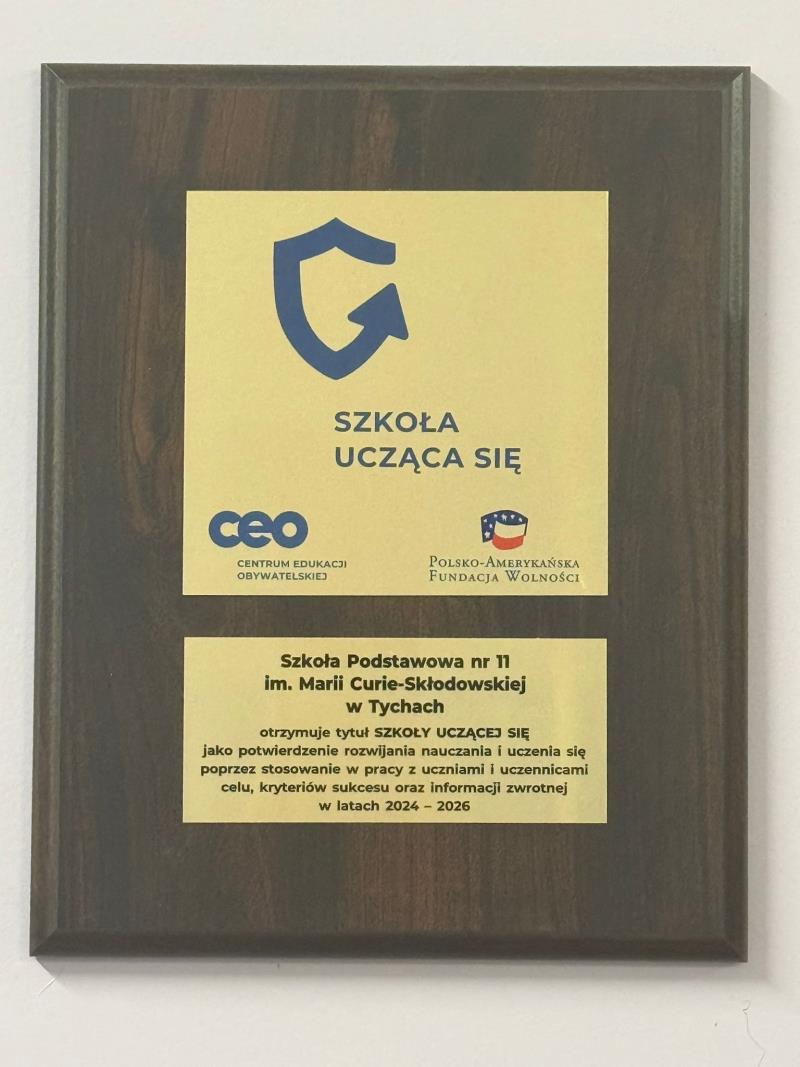 SZKOŁA
UCZĄCA SIĘ
ceo
CENTRUM EDUKACJI
OBYWATELSKIEJ
POLSKO-AMERYKAŃSKA
FUNDACJA WOLNOŚCI
Szkoła Podstawowa nr 11
im. Marii Curie-Skłodowskiej
w Tychach
otrzymuje tytuł SZKOŁY UCZĄCEJ SIĘ
jako potwierdzenie rozwijania nauczania i uczenia się
poprzez stosowanie w pracy z uczniami i uczennicami
celu, kryteriów sukcesu oraz informacji zwrotnej
w latach 2024 – 2026